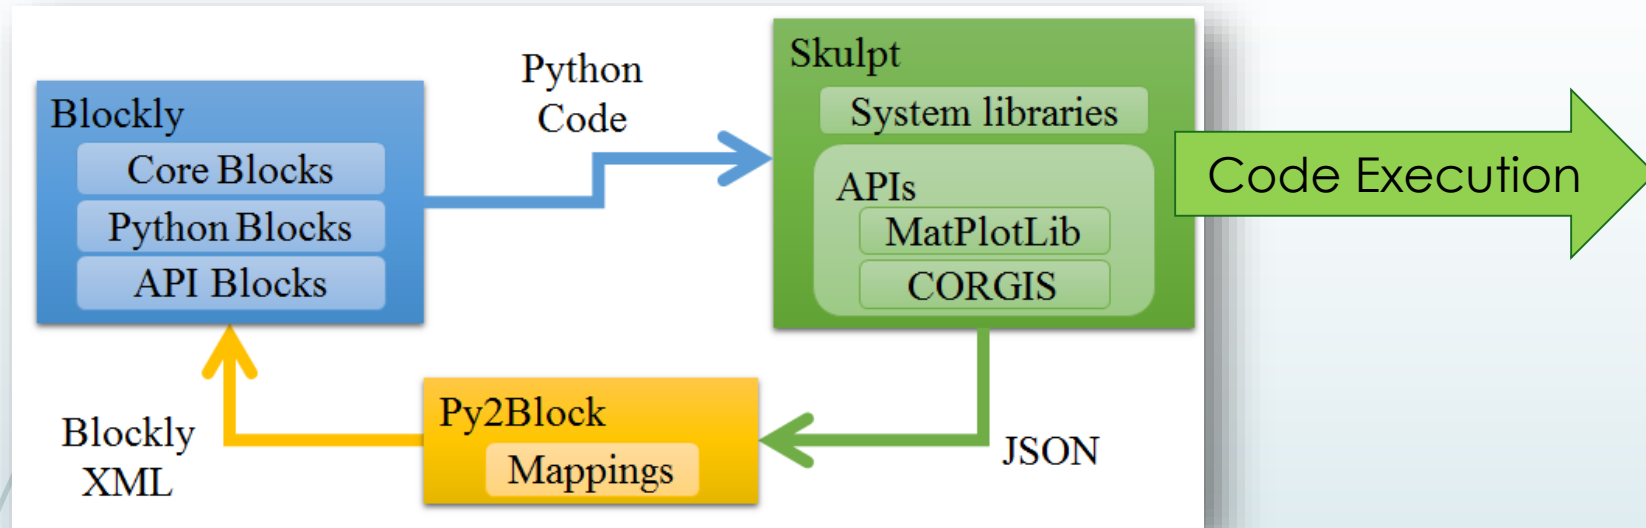 Blockly
Core Blocks
Python Blocks
API Blocks
Python
Code
Skulpt
System libraries
APIs
MatPlotLib
CORGIS
Code Execution
Blockly
XML
Py2Block
Mappings
JSON